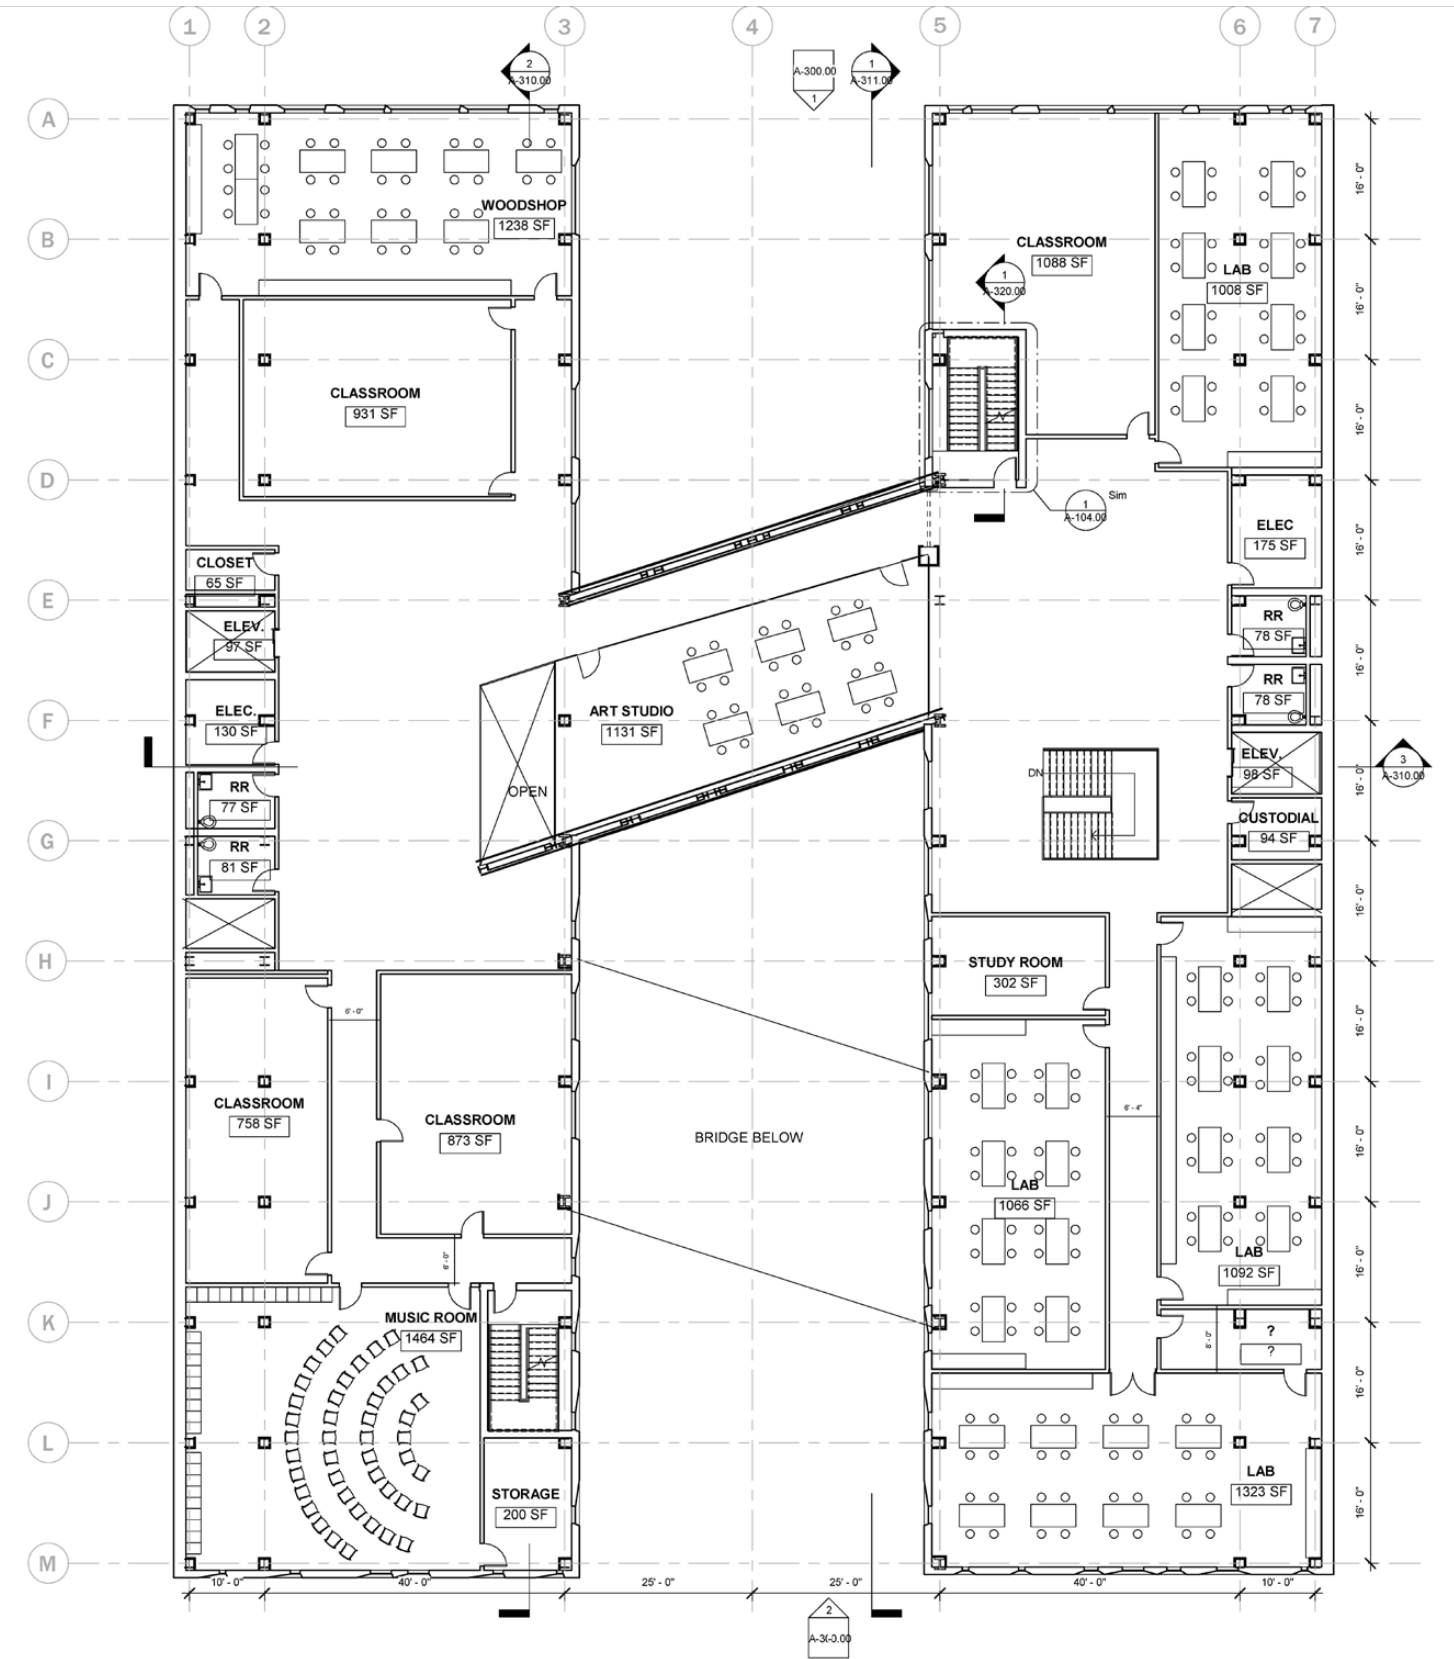 1 2 3 4 5 6 7
2
A-310.00
A-300.00
1
1
A-311.00
A
B
C
D
E
F
G
H
I
J
K
L
M
WOODSHOP
1238 SF
CLASSROOM
931 SF
CLOSET
65 SF
ELEV.
97 SF
ELEC.
130 SF
RR
77 SF
RR
81 SF
CLASSROOM
758 SF
6' - 0"
CLASSROOM
873 SF
6' - 0"
MUSIC ROOM
1464 SF
STORAGE
200 SF
OPEN
ART STUDIO
1131 SF
BRIDGE BELOW
CLASSROOM
1088 SF
1
A-320.00
LAB
1008 SF
1
A-104.00
Sim
ELEC
175 SF
RR
78 SF
RR
78 SF
ELEV.
98 SF
CUSTODIAL
94 SF
DN
3
A-310.00
STUDY ROOM
302 SF
LAB
1066 SF
6' - 4"
LAB
1092 SF
8' - 0"
?
?
LAB
1323 SF
16' - 0"
16' - 0"
16' - 0"
16' - 0"
16' - 0"
16' - 0"
16' - 0"
16' - 0"
16' - 0"
16' - 0"
16' - 0"
16' - 0"
10' - 0" 40' - 0" 25' - 0" 25' - 0" 40' - 0" 10' - 0"
2